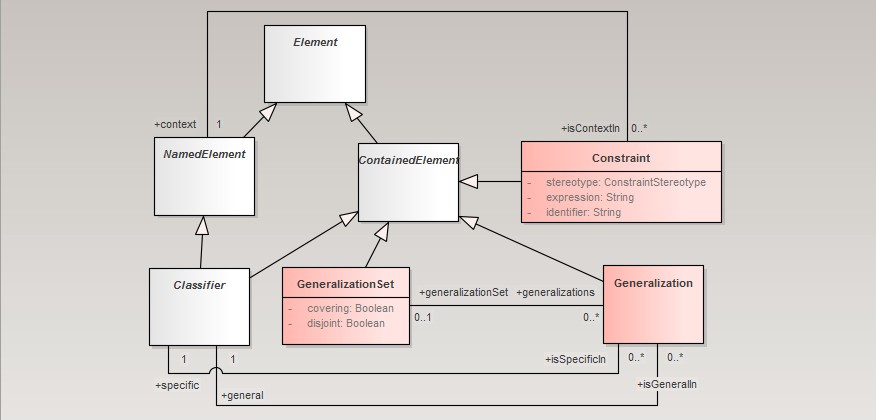 Element
+context
1
+isContextIn
0..*
NamedElement
ContainedElement
Constraint
- stereotype: ConstraintStereotype
- expression: String
- identifier: String
Classifier
GeneralizationSet
- covering: Boolean
- disjoint: Boolean
+generalizationSet
+generalizations
0..1
0..*
Generalization
1
1
+isSpecificIn
0..*
0..*
+specific
+isGeneralIn
+general